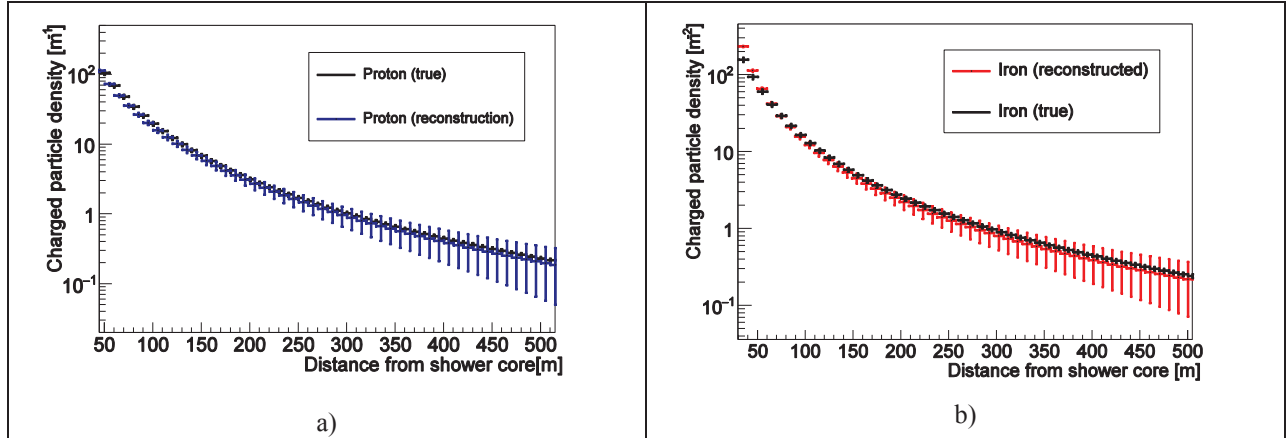 Charged particle density [m⁻¹]
10²
10
1
10⁻¹
Proton (true)
Proton (reconstruction)
50 100 150 200 250 300 350 400 450 500
Distance from shower core[m]
a)
Charged particle density [m⁻²]
10²
10
1
10⁻¹
Iron (reconstructed)
Iron (true)
50 100 150 200 250 300 350 400 450 500
Distance from shower core [m]
b)